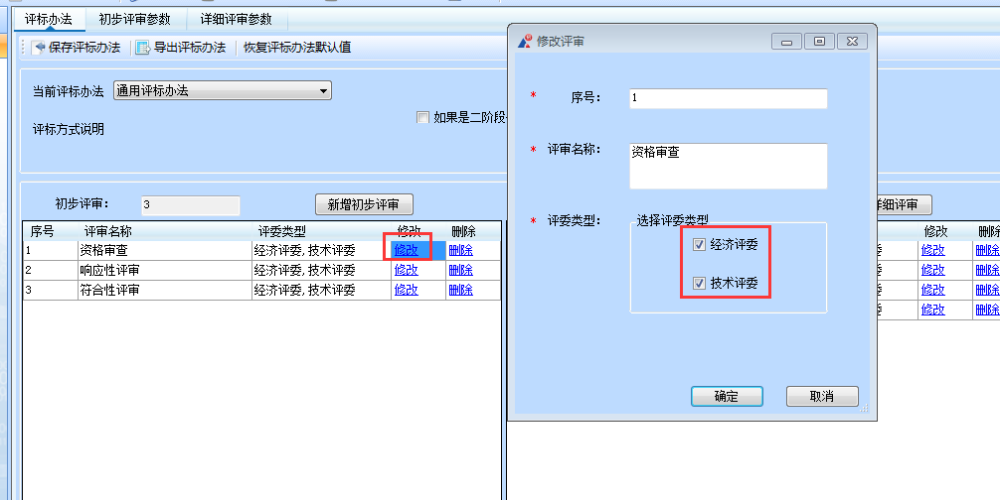 评标办法 初步评审参数 详细评审参数
保存评标办法 导出评标办法 恢复评标办法默认值
当前评标办法 通用评标办法
如果是二阶段
评标方式说明
初步评审： 3 新增初步评审
序号 评审名称 评委类型 修改 删除
1 资格审查 经济评委, 技术评委 修改 删除
2 响应性评审 经济评委, 技术评委 修改 删除
3 符合性评审 经济评委, 技术评委 修改 删除
修改评审
* 序号： 1
* 评审名称： 资格审查
* 评委类型： 选择评委类型
经济评委
技术评委
确定 取消
详细评审
修改 删除
修改 删除
修改 删除
修改 删除
修改 删除